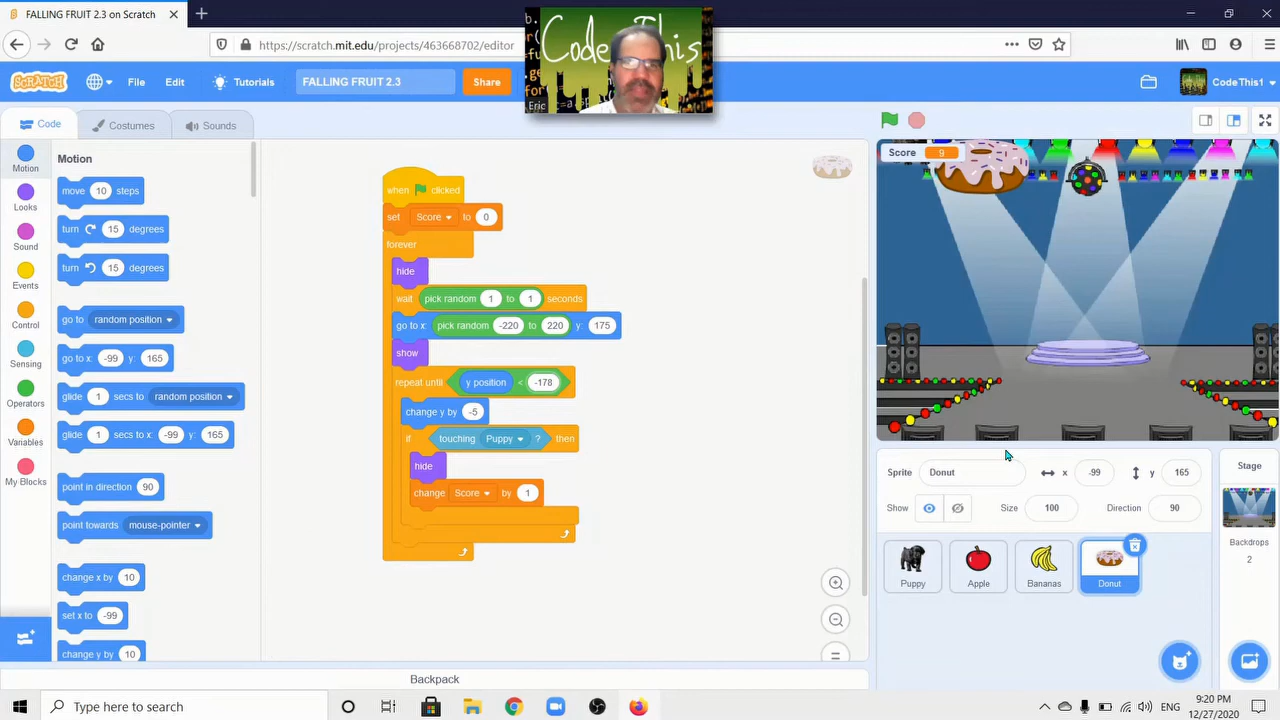 FALLING FRUIT 2.3 on Scratch
https://scratch.mit.edu/projects/463668702/editor
Code This
Eric
SCRATCH
File
Edit
Tutorials
FALLING FRUIT 2.3
Share
CodeThis1
Code
Costumes
Sounds
Motion
Looks
Sound
Events
Control
Sensing
Operators
Variables
My Blocks
Motion
move 10 steps
turn 15 degrees
turn 15 degrees
go to random position
go to x: -99 y: 165
glide 1 secs to random position
glide 1 secs to x: -99 y: 165
point in direction 90
point towards mouse-pointer
change x by 10
set x to -99
change y by 10
when clicked
set Score to 0
forever
hide
wait pick random 1 to 1 seconds
go to x: pick random -220 to 220 y: 175
show
repeat until y position < -178
change y by -5
if touching Puppy ? then
hide
change Score by 1
Score 9
Sprite Donut x -99 y 165
Show Size 100 Direction 90
Puppy
Apple
Bananas
Donut
Stage
Backdrops
2
Backpack
Type here to search
ENG
9:20 PM
12/27/2020